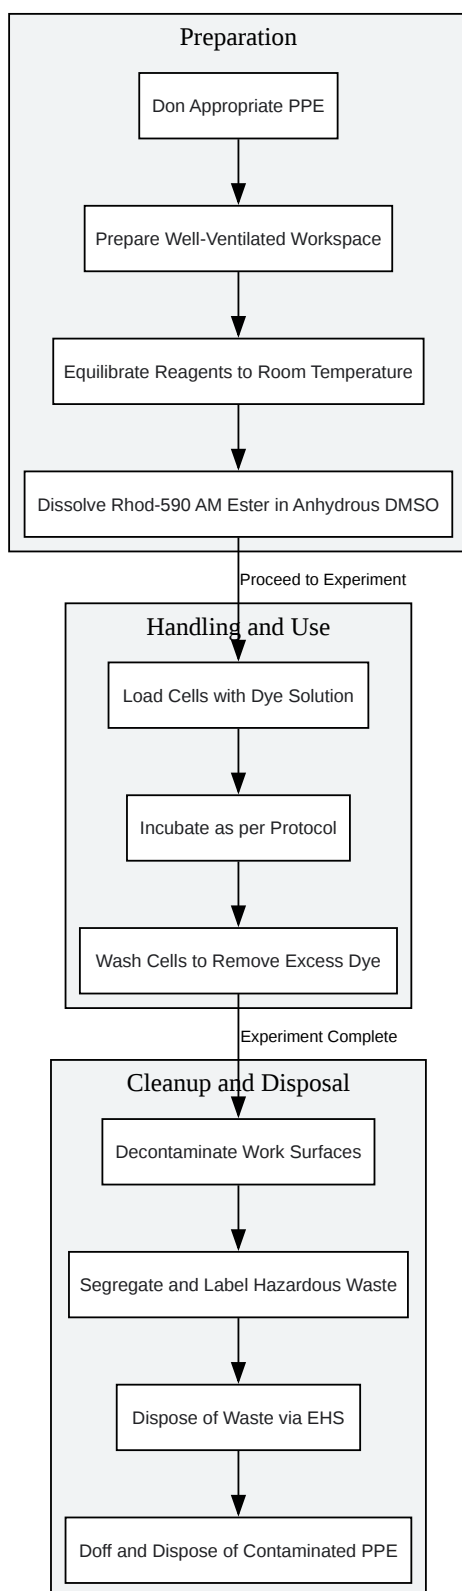 Preparation
Don Appropriate PPE
Prepare Well-Ventilated Workspace
Equilibrate Reagents to Room Temperature
Dissolve Rhod-590 AM Ester in Anhydrous DMSO
Proceed to Experiment
Handling and Use
Load Cells with Dye Solution
Incubate as per Protocol
Wash Cells to Remove Excess Dye
Experiment Complete
Cleanup and Disposal
Decontaminate Work Surfaces
Segregate and Label Hazardous Waste
Dispose of Waste via EHS
Doff and Dispose of Contaminated PPE